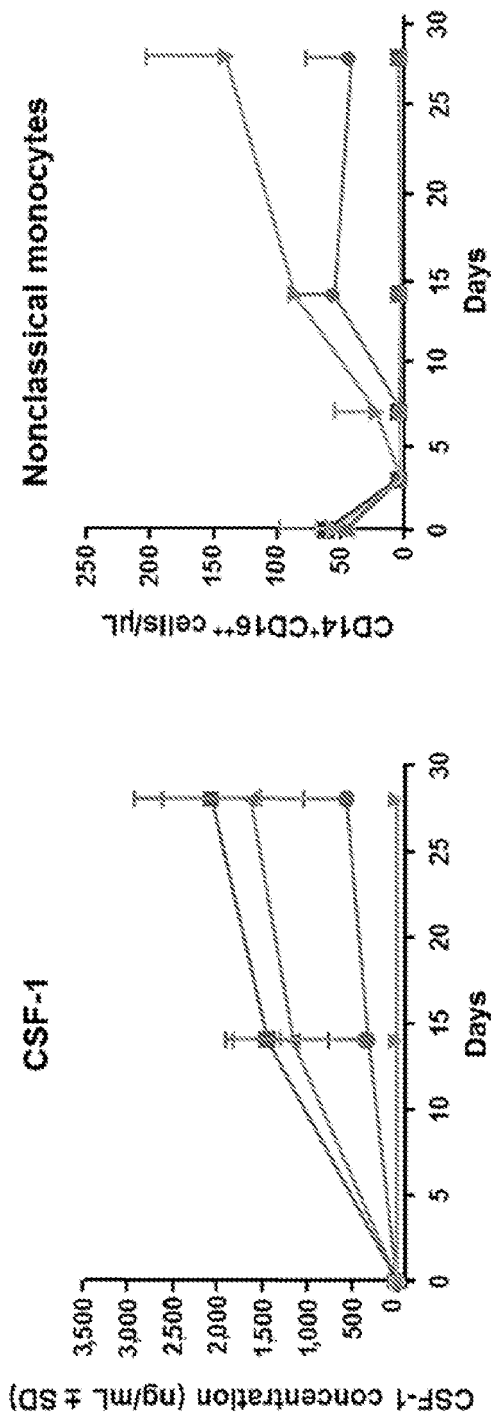 CSF-1
CSF-1 concentration (ng/mL ± SD)
3,500
3,000
2,500
2,000
1,500
1,000
500
0
0 5 10 15 20 25 30
Days
Nonclassical monocytes
CD14⁺CD16⁺⁺ cells/µL
250
200
150
100
50
0
0 5 10 15 20 25 30
Days